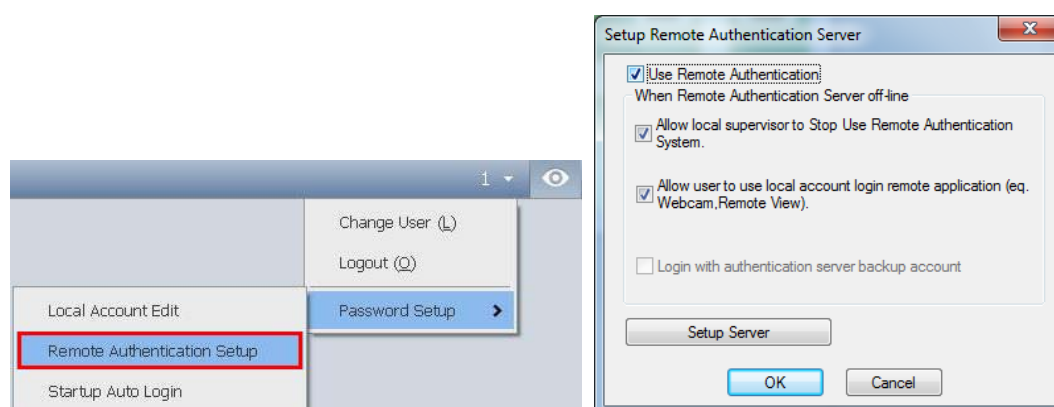 1
Change User (L)
Logout (O)
Password Setup
Local Account Edit
Remote Authentication Setup
Startup Auto Login
Setup Remote Authentication Server
Use Remote Authentication
When Remote Authentication Server off-line
Allow local supervisor to Stop Use Remote Authentication
System.
Allow user to use local account login remote application (eq.
Webcam,Remote View).
Login with authentication server backup account
Setup Server
OK
Cancel